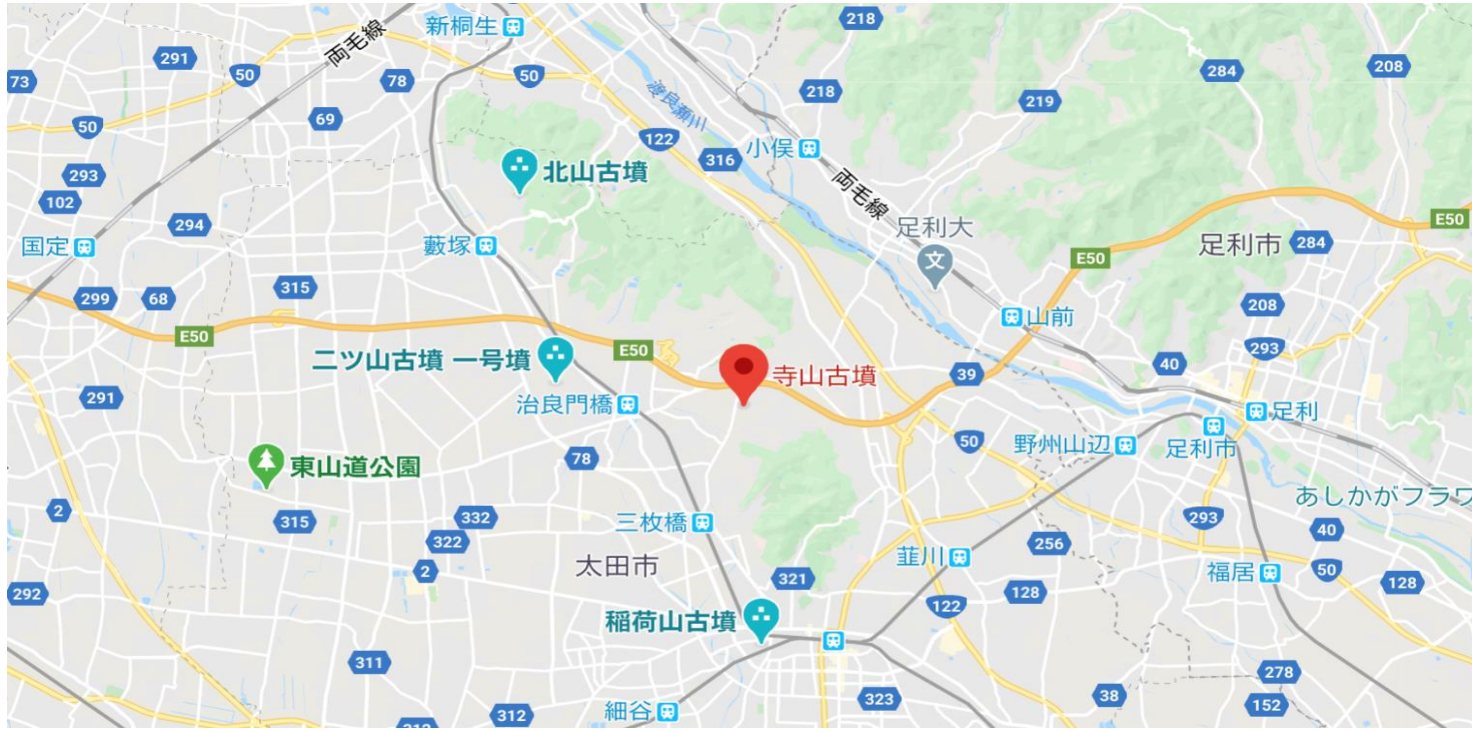 新桐生
両毛線
218
291
50
78
50
73
218
284
208
渡良瀬川
219
69
50
122
316
小俣
北山古墳
293
両毛線
102
294
足利大
E50
国定
藪塚
足利市
284
E50
315
299
68
208
山前
E50
E50
二ツ山古墳 一号墳
293
40
寺山古墳
39
291
治良門橋
足利
50
野州山辺
足利市
78
東山道公園
あしかがフラワ
2
315
332
三枚橋
293
40
322
256
韮川
太田市
2
321
福居
50
128
292
128
122
稲荷山古墳
311
278
38
323
152
細谷
312